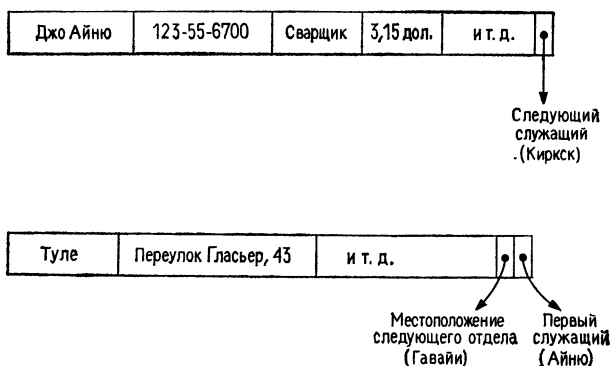 Джо Айню 123-55-6700 Сварщик 3,15 дол. и т. д.
Следующий
служащий
.(Киркск)
Туле Переулок Гласьер, 43 и т. д.
Местоположение
следующего отдела
(Гавайи)
Первый
служащий
(Айню)